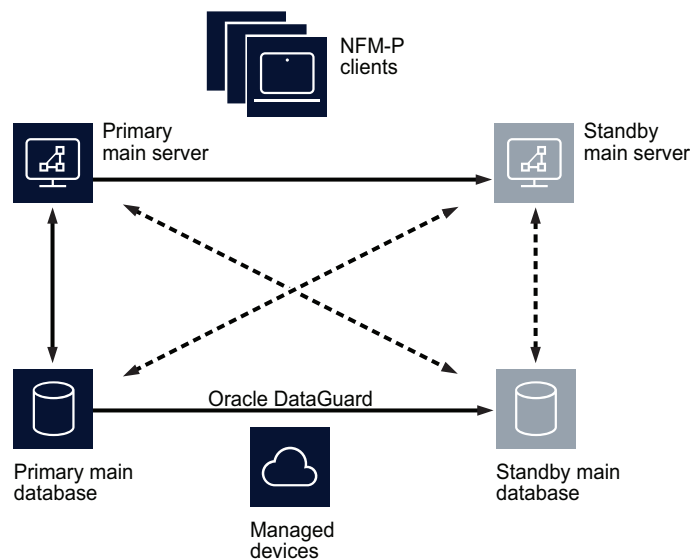 NFM-P
clients
Primary
main server
Standby
main server
Oracle DataGuard
Primary main
database
Managed
devices
Standby main
database